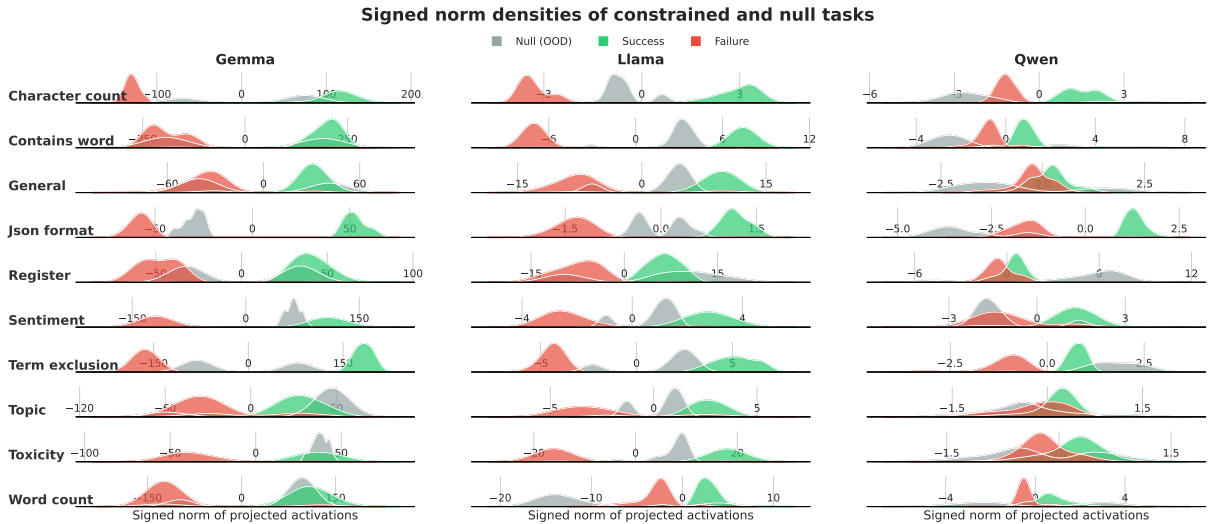 Signed norm densities of constrained and null tasks
Null (OOD) Success Failure
Gemma Llama Qwen
Character count −100 0 100 200 −3 0 3 −6 −3 0 3
Contains word −250 0 250 −6 0 6 12 −4 0 4 8
General −60 0 60 −15 0 15 −2.5 0.0 2.5
Json format −50 0 50 −1.5 0.0 1.5 −5.0 −2.5 0.0 2.5
Register −50 0 50 100 −15 0 15 −6 0 6 12
Sentiment −150 0 150 −4 0 4 −3 0 3
Term exclusion −150 0 150 −5 0 5 −2.5 0.0 2.5
Topic −120 −60 0 60 −5 0 5 −1.5 1.5
Toxicity −100 −50 0 50 −20 0 20 −1.5 1.5
Word count −150 0 150 −20 −10 0 10 −4 0 4
Signed norm of projected activations Signed norm of projected activations Signed norm of projected activations